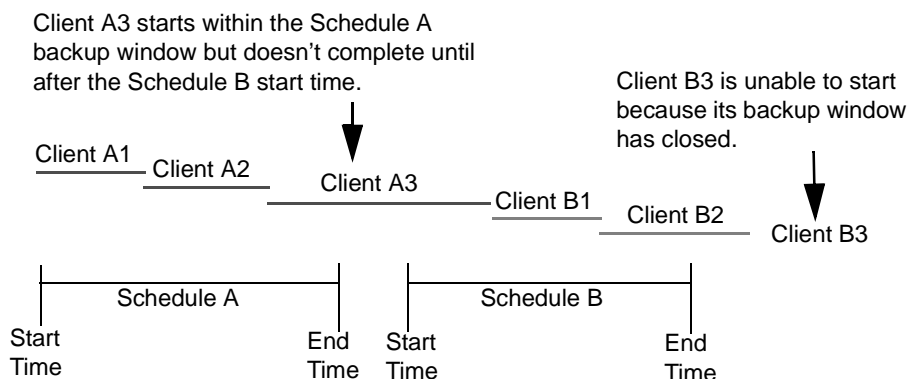 Client A3 starts within the Schedule A
backup window but doesn't complete until
after the Schedule B start time.
Client B3 is unable to start
because its backup window
has closed.
Client A1
Client A2
Client A3
Client B1
Client B2
Client B3
Schedule A
Schedule B
Start
Time
End
Time
Start
Time
End
Time